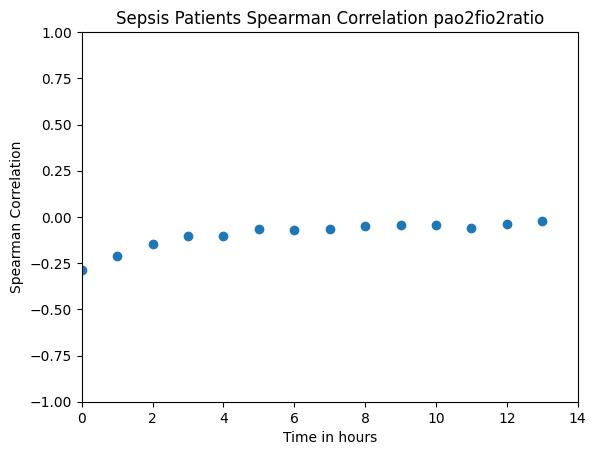 Sepsis Patients Spearman Correlation pao2fio2ratio
1.00
0.75
0.50
0.25
0.00
−0.25
−0.50
−0.75
−1.00
Spearman Correlation
0 2 4 6 8 10 12 14
Time in hours